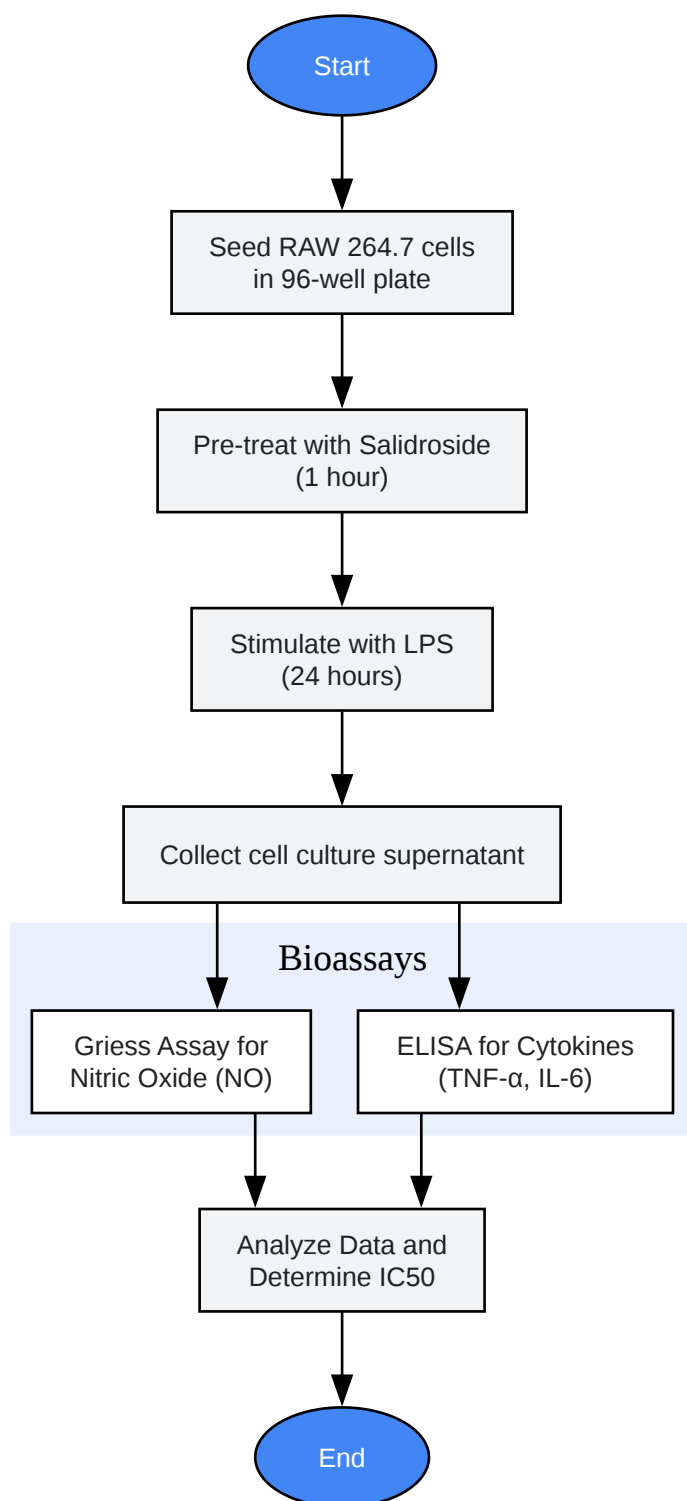 Start
Seed RAW 264.7 cells
in 96-well plate
Pre-treat with Salidroside
(1 hour)
Stimulate with LPS
(24 hours)
Collect cell culture supernatant
Bioassays
Griess Assay for
Nitric Oxide (NO)
ELISA for Cytokines
(TNF-α, IL-6)
Analyze Data and
Determine IC50
End